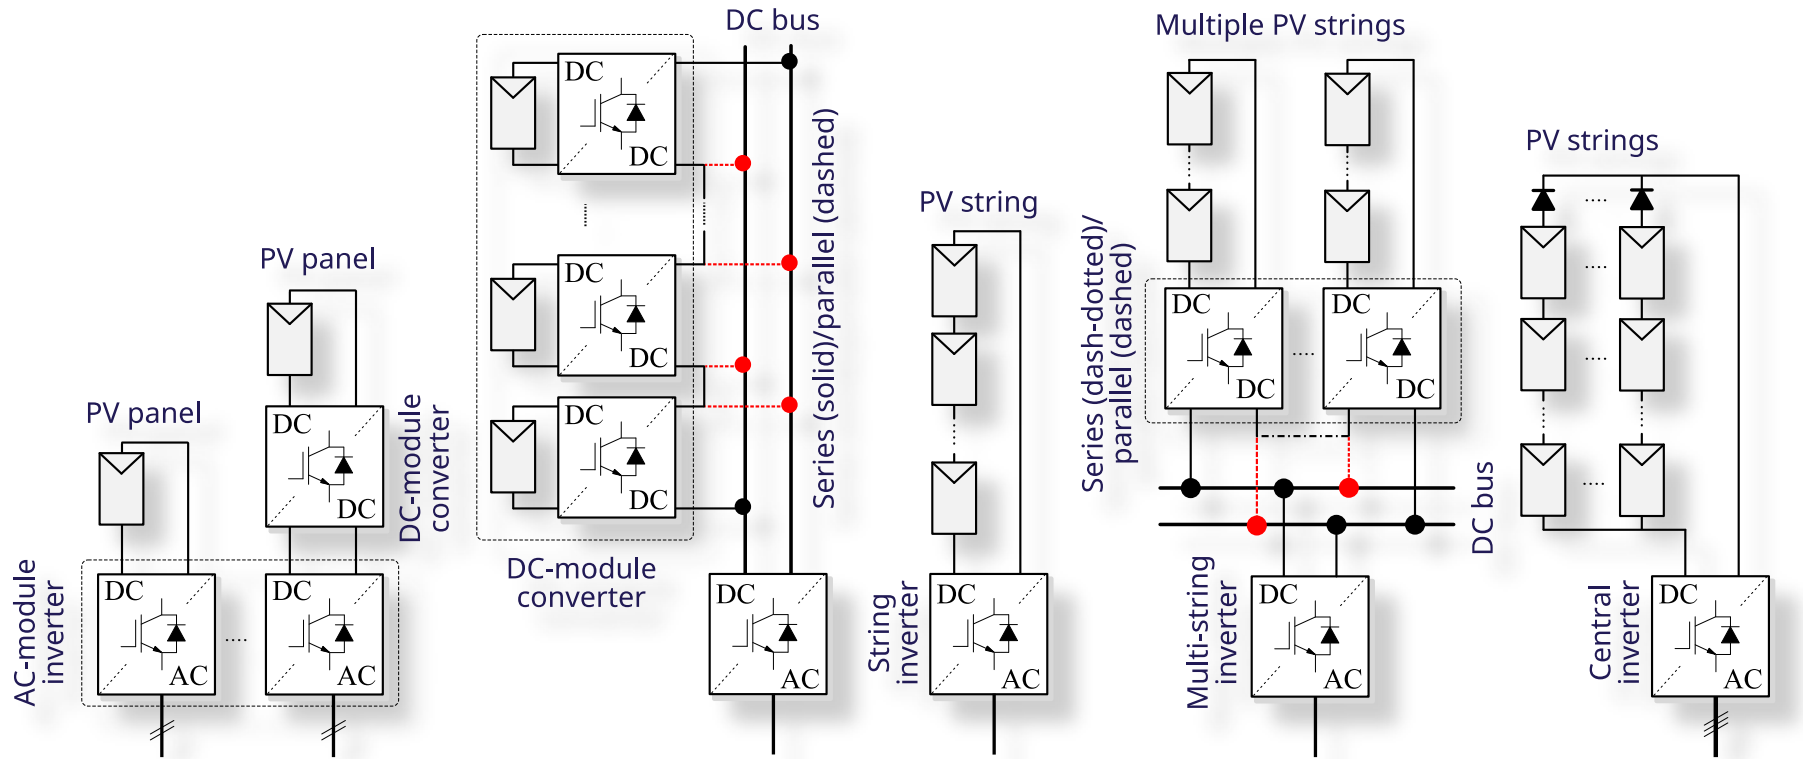 PV panel
DC
AC
AC-module
inverter
PV panel
DC
DC
DC-module
converter
DC
AC
DC
DC
DC
DC
DC
DC
DC-module
converter
DC bus
Series (solid)/parallel (dashed)
DC
AC
PV string
String
inverter
DC
AC
Multiple PV strings
Series (dash-dotted)/
parallel (dashed)
DC
DC
DC
DC
DC bus
Multi-string
inverter
DC
AC
PV strings
Central
inverter
DC
AC